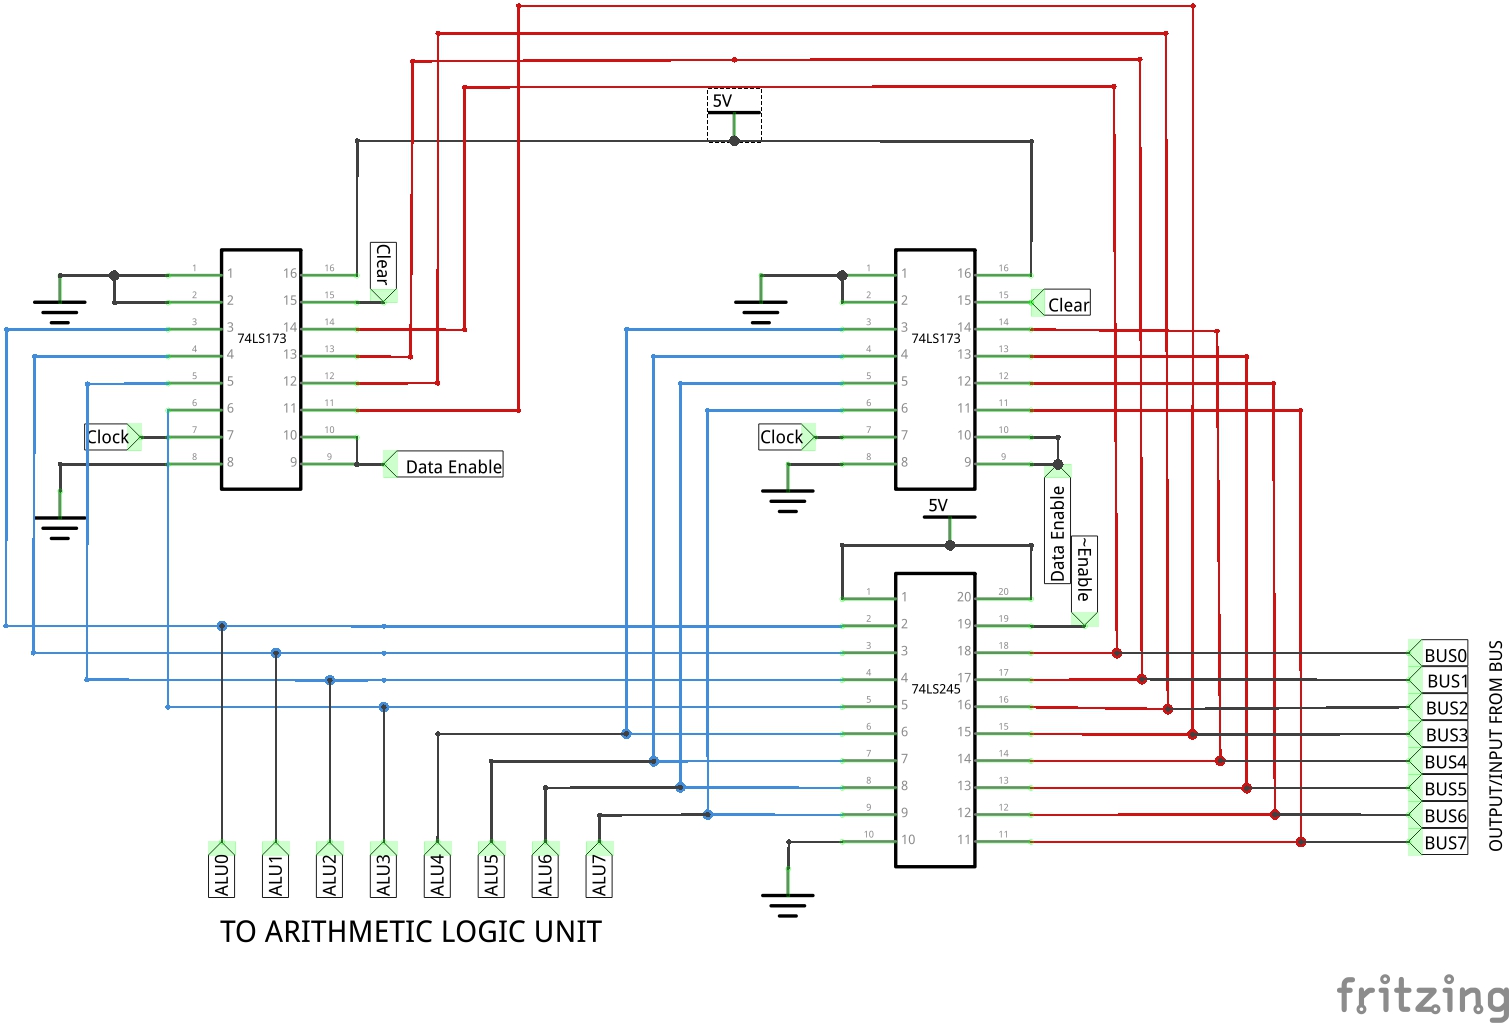 5V
Clear
1 1 16 16
2 2 15 15
3 3 14 14
74LS173
4 4 13 13
5 5 12 12
6 6 11 11
Clock 7 7 10 10
8 8 9 9
Data Enable
1 1 16 16
2 2 15 15
Clear
3 3 14 14
74LS173
4 4 13 13
5 5 12 12
6 6 11 11
Clock 7 7 10 10
8 8 9 9
Data Enable
~Enable
5V
1 1 20 20
2 2 19 19
3 3 18 18
4 4 17 17
74LS245
5 5 16 16
6 6 15 15
7 7 14 14
8 8 13 13
9 9 12 12
10 10 11 11
BUS0
BUS1
BUS2
BUS3
BUS4
BUS5
BUS6
BUS7
OUTPUT/INPUT FROM BUS
ALU0
ALU1
ALU2
ALU3
ALU4
ALU5
ALU6
ALU7
TO ARITHMETIC LOGIC UNIT
fritzing